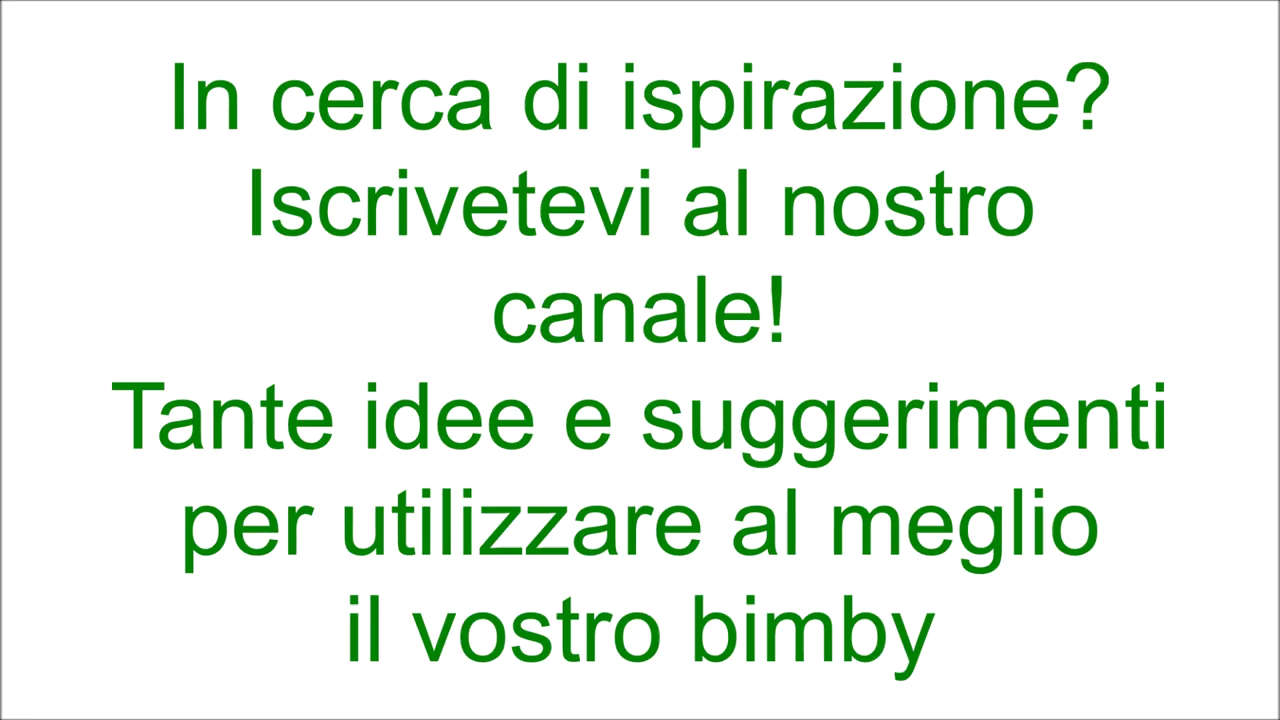 In cerca di ispirazione?
Iscrivetevi al nostro
canale!
Tante idee e suggerimenti
per utilizzare al meglio
il vostro bimby